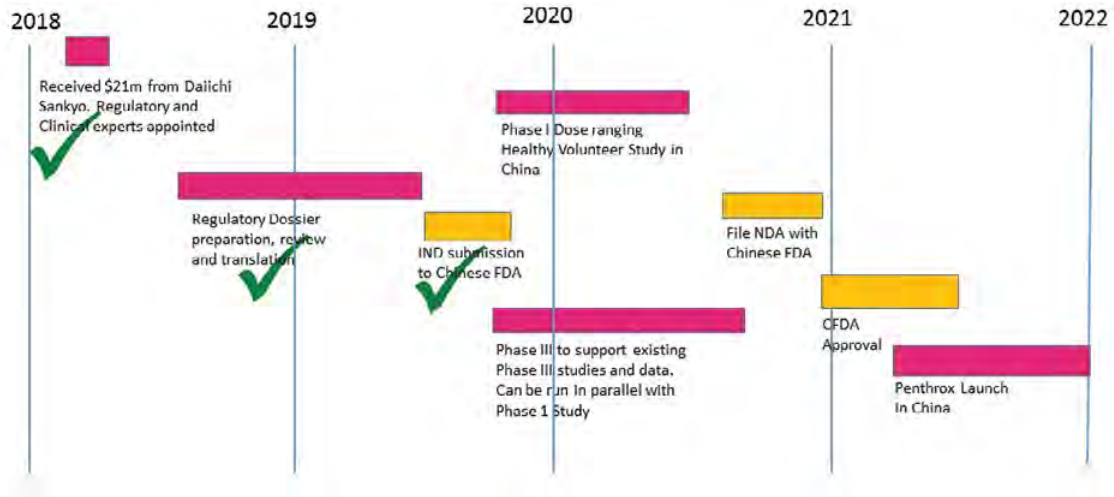 2018
2019
2020
2021
2022
Received $21m from Daiichi
Sankyo. Regulatory and
Clinical experts appointed
Phase I Dose ranging
Healthy Volunteer Study in
China
Regulatory Dossier
preparation, review
and translation
IND submission
to Chinese FDA
File NDA with
Chinese FDA
Phase III to support existing
Phase III studies and data.
Can be run in parallel with
Phase 1 Study
CFDA
Approval
Penthrox Launch
in China